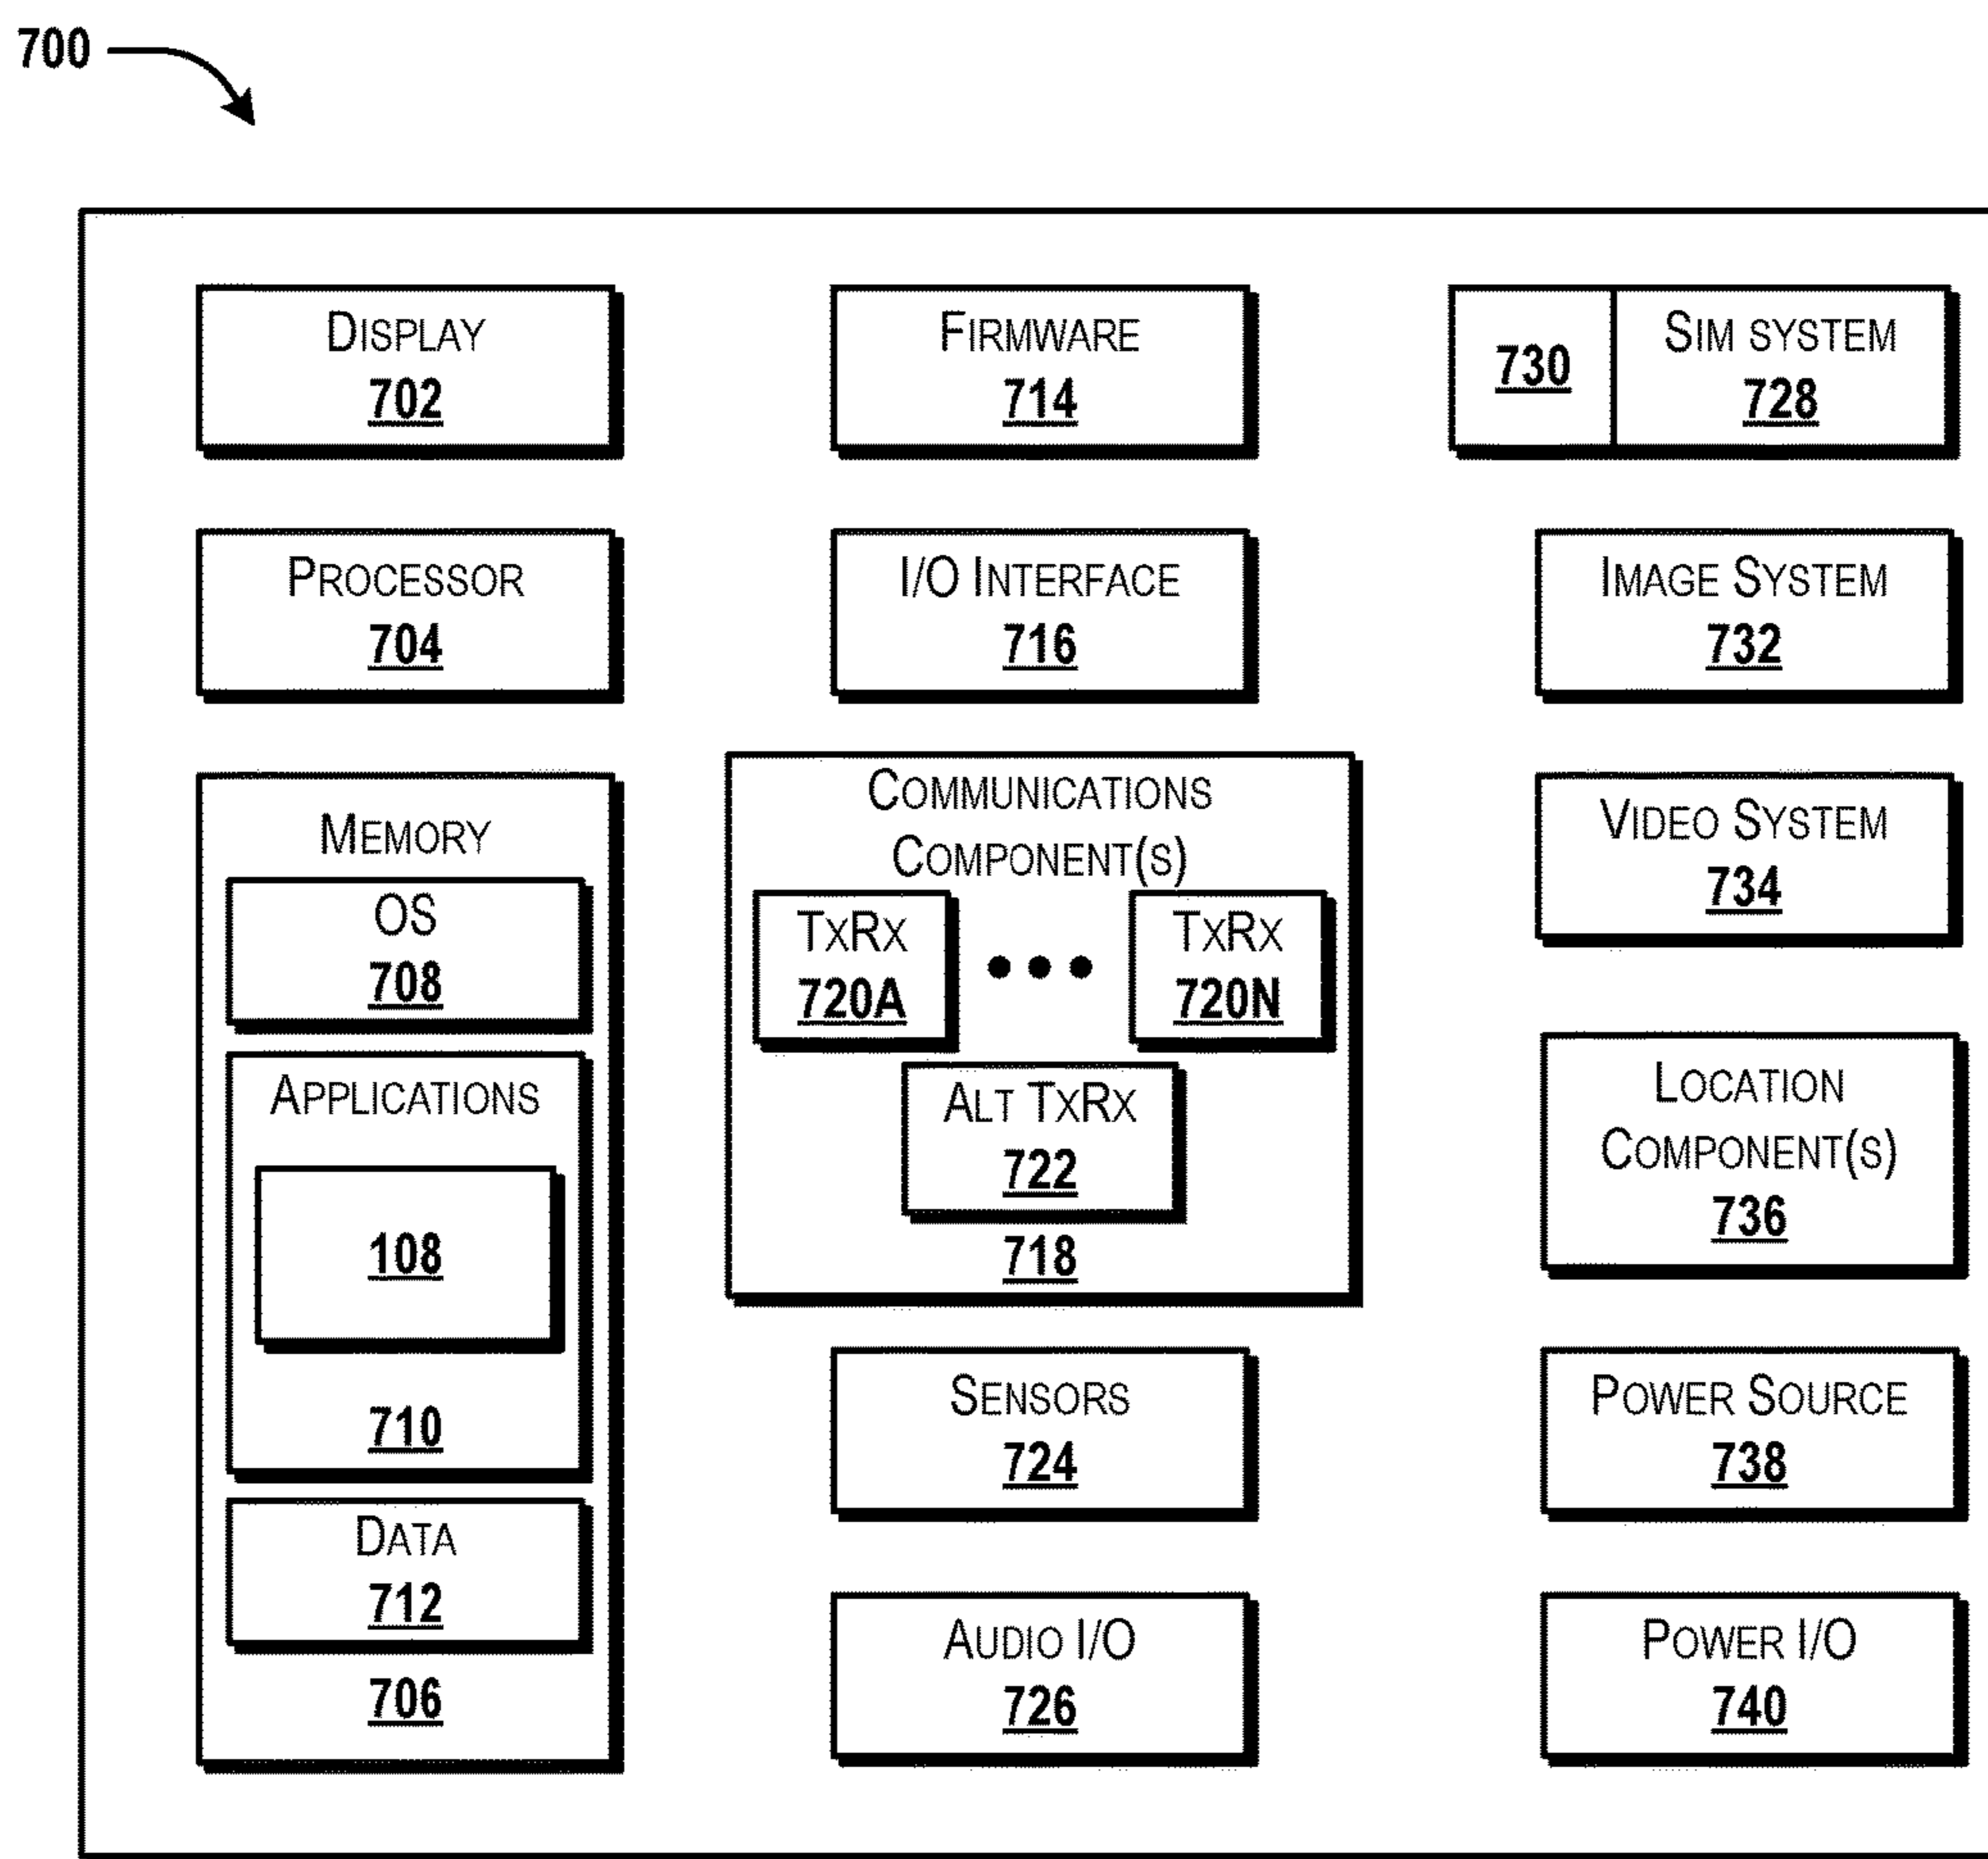 700
DISPLAY
702
PROCESSOR
704
MEMORY
OS
708
APPLICATIONS
108
710
DATA
712
706
FIRMWARE
714
I/O INTERFACE
716
COMMUNICATIONS
COMPONENT(S)
TXRX
720A
TXRX
720N
ALT TXRX
722
718
SENSORS
724
AUDIO I/O
726
730
SIM SYSTEM
728
IMAGE SYSTEM
732
VIDEO SYSTEM
734
LOCATION
COMPONENT(S)
736
POWER SOURCE
738
POWER I/O
740